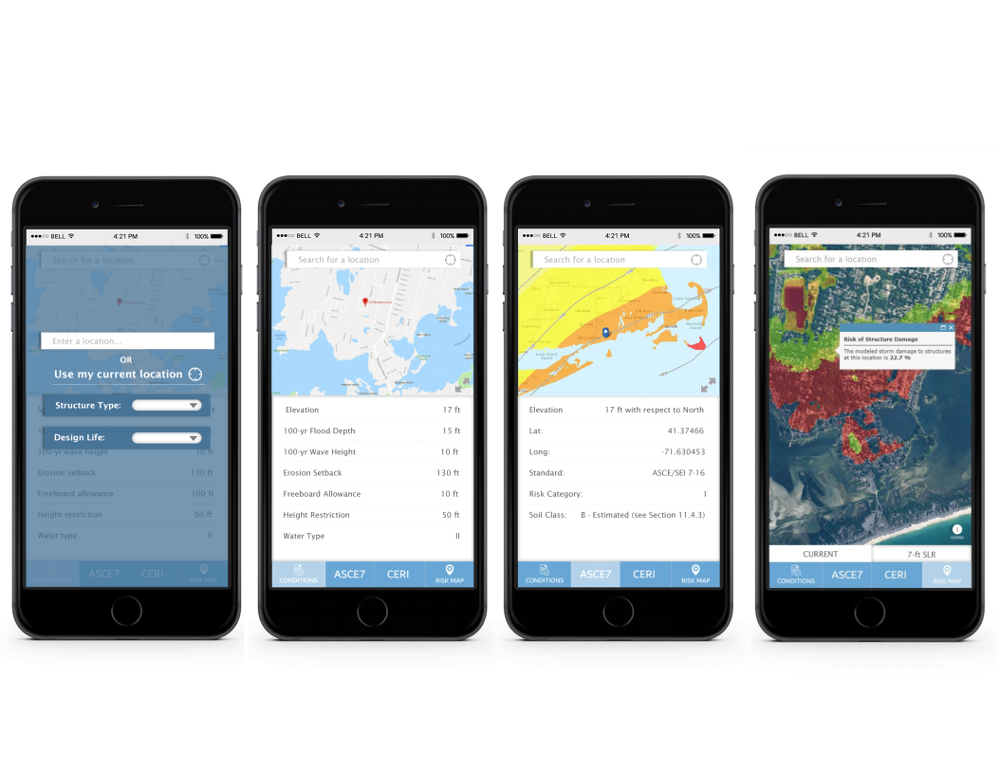 ●●●○○ BELL 4:21 PM 100%
Search for a location
Enter a location...
OR
Use my current location
Structure Type:
Design Life:
100-yr wave height 10 ft
Erosion setback 130 ft
Freeboard allowance 100 ft
Height restriction 50 ft
Water type II
CONDITIONS ASCE7 CERI RISK MAP
●●●○○ BELL 4:21 PM 100%
Search for a location
Elevation 17 ft
100-yr Flood Depth 15 ft
100-yr Wave Height 10 ft
Erosion Setback 130 ft
Freeboard Allowance 10 ft
Height Restriction 50 ft
Water Type II
CONDITIONS ASCE7 CERI RISK MAP
●●●○○ BELL 4:21 PM 100%
Search for a location
Elevation 17 ft with respect to North
Lat: 41.37466
Long: -71.630453
Standard: ASCE/SEI 7-16
Risk Category: I
Soil Class: B - Estimated (see Section 11.4.3)
CONDITIONS ASCE7 CERI RISK MAP
●●●○○ BELL 4:21 PM 100%
Search for a location
Risk of Structure Damage
The modeled storm damage to structures
at this location is 22.7 %
LEGEND
CURRENT 7-ft SLR
CONDITIONS ASCE7 CERI RISK MAP